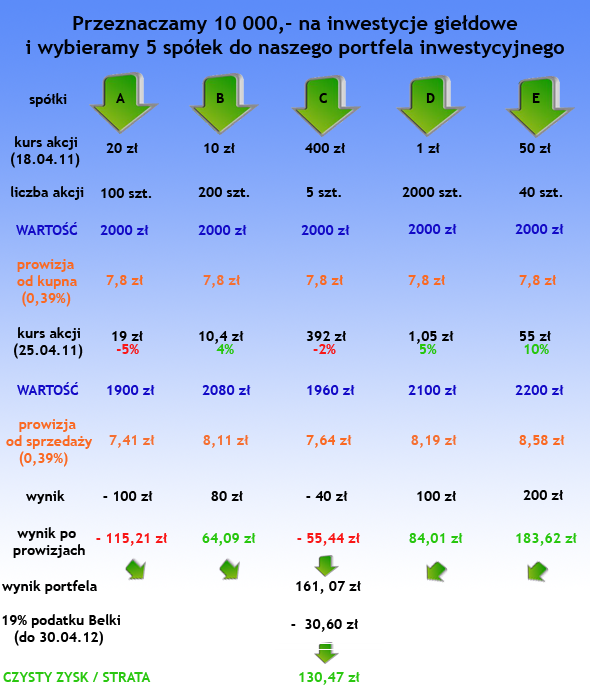 Przeznaczamy 10 000,- na inwestycje giełdowe
i wybieramy 5 spółek do naszego portfela inwestycyjnego
spółki A B C D E
kurs akcji
(18.04.11) 20 zł 10 zł 400 zł 1 zł 50 zł
liczba akcji 100 szt. 200 szt. 5 szt. 2000 szt. 40 szt.
WARTOŚĆ 2000 zł 2000 zł 2000 zł 2000 zł 2000 zł
prowizja
od kupna 7,8 zł 7,8 zł 7,8 zł 7,8 zł 7,8 zł
(0,39%)
kurs akcji 19 zł 10,4 zł 392 zł 1,05 zł 55 zł
(25.04.11) -5% 4% -2% 5% 10%
WARTOŚĆ 1900 zł 2080 zł 1960 zł 2100 zł 2200 zł
prowizja
od sprzedaży 7,41 zł 8,11 zł 7,64 zł 8,19 zł 8,58 zł
(0,39%)
wynik - 100 zł 80 zł - 40 zł 100 zł 200 zł
wynik po
prowizjach - 115,21 zł 64,09 zł - 55,44 zł 84,01 zł 183,62 zł
wynik portfela 161, 07 zł
19% podatku Belki - 30,60 zł
(do 30.04.12)
CZYSTY ZYSK / STRATA 130,47 zł